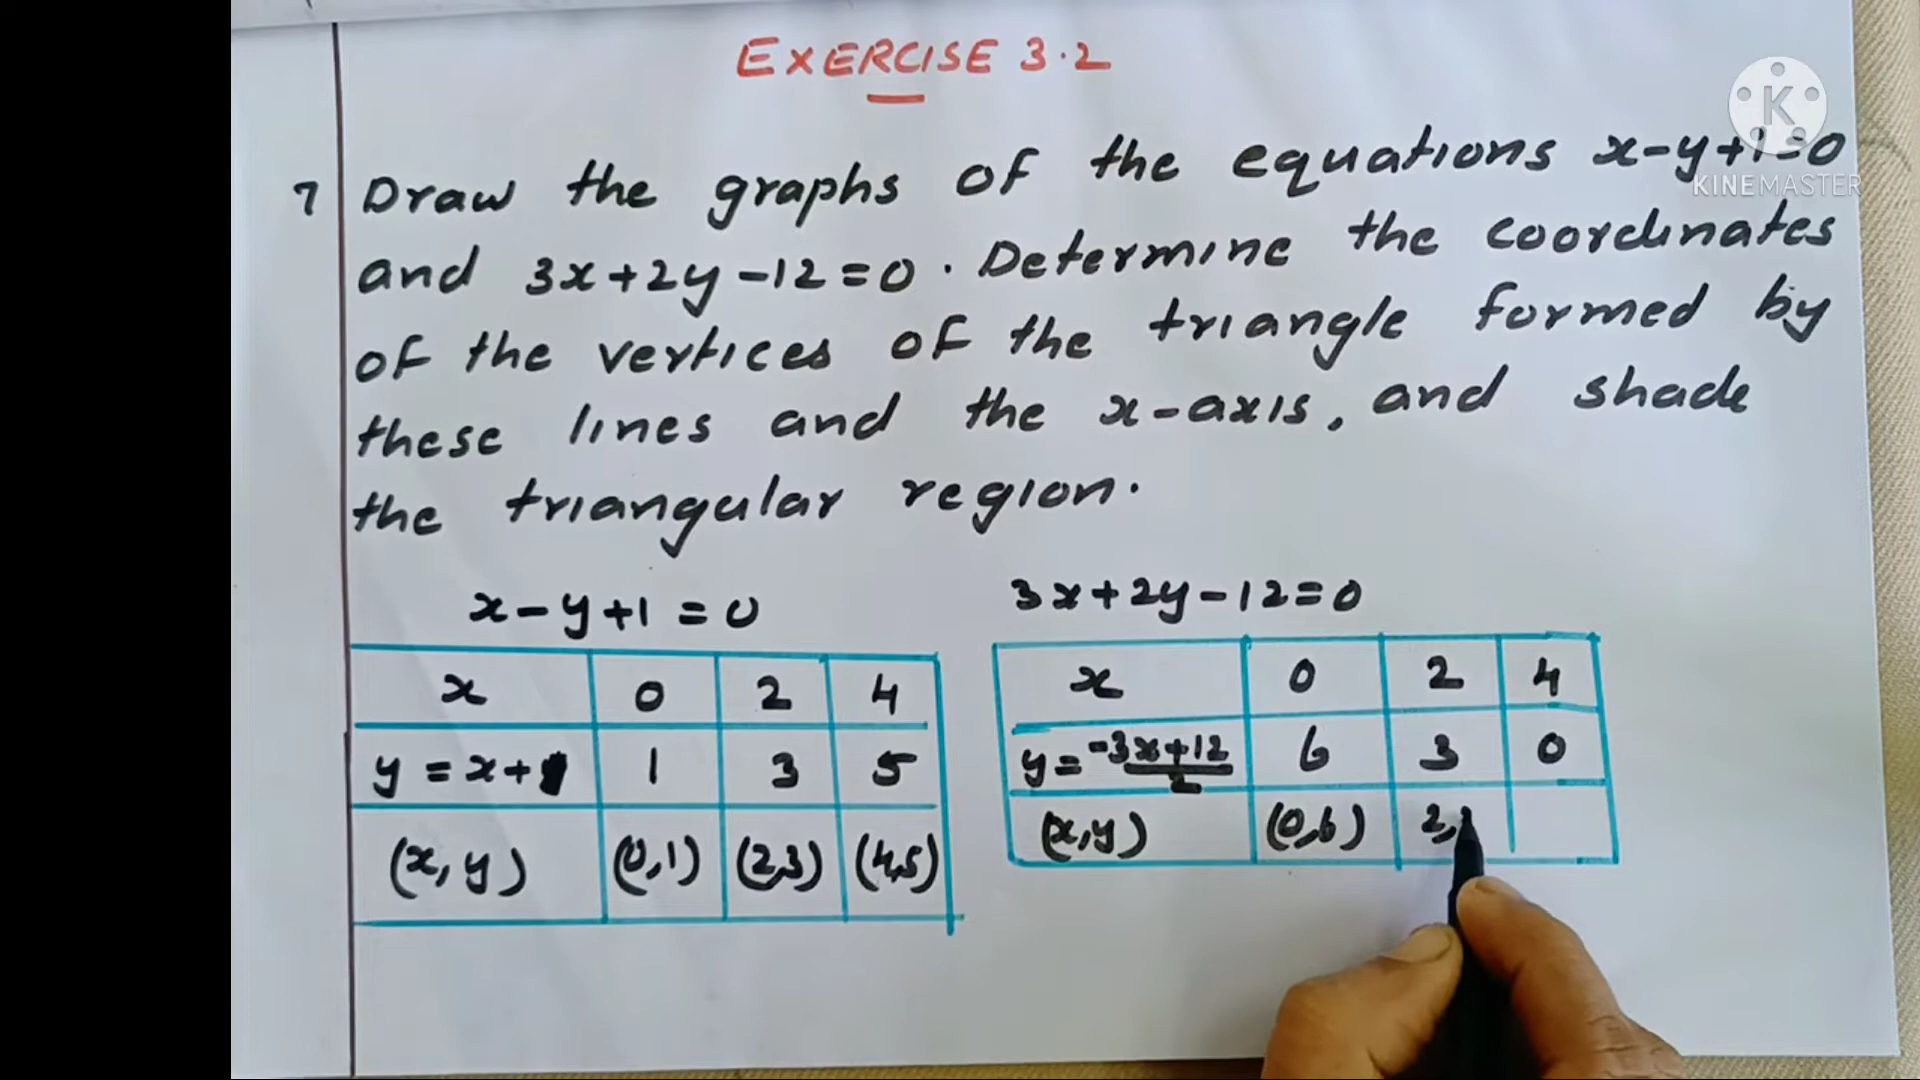 EXERCISE 3.2
K
KINEMASTER
7 Draw the graphs of the equations x-y+1=0
and 3x+2y-12=0. Determine the coordinates
of the vertices of the triangle formed by
these lines and the x-axis, and shade
the triangular region.
x-y+1=0
x 0 2 4
y=x+1 1 3 5
(x,y) (0,1) (2,3) (4,5)
3x+2y-12=0
x 0 2 4
y=-3x+12/2 6 3 0
(x,y) (0,6) 2,